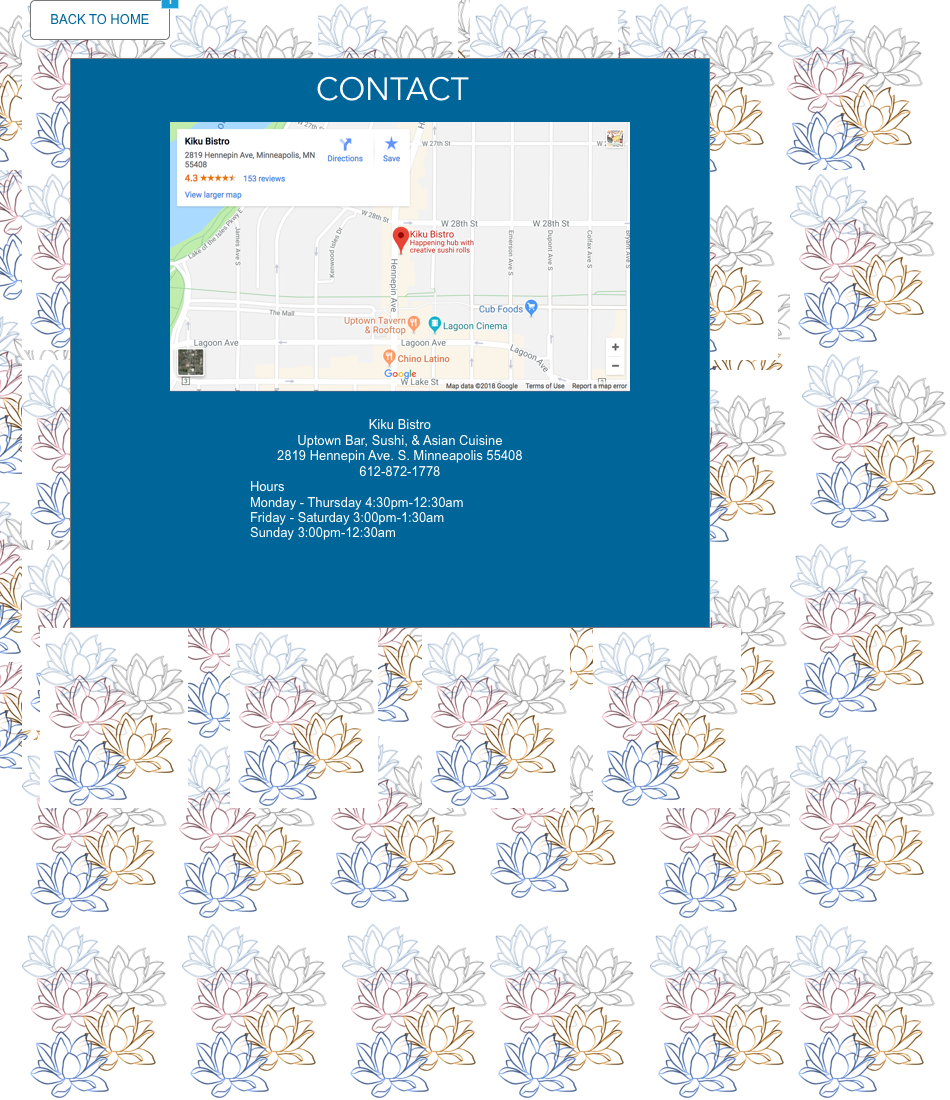 BACK TO HOME
1
CONTACT
Kiku Bistro
2819 Hennepin Ave, Minneapolis, MN
55408
4.3
153 reviews
View larger map
Directions
Save
W 27th St
W 27th St
W 28th St
W 28th St
W 28th St
Lake of the Isles Pkwy E
James Ave S
Kenwood Isles Dr
Hennepin Ave
Emerson Ave S
Dupont Ave S
Colfax Ave S
Bryant Ave S
Kiku Bistro
Happening hub with
creative sushi rolls
The Mall
Cub Foods
Uptown Tavern
& Rooftop
Lagoon Cinema
Lagoon Ave
Lagoon Ave
Lagoon Ave
Chino Latino
Google
W Lake St
3
Map data ©2018 Google
Terms of Use
Report a map error
Kiku Bistro
Uptown Bar, Sushi, & Asian Cuisine
2819 Hennepin Ave. S. Minneapolis 55408
612-872-1778
Hours
Monday - Thursday 4:30pm-12:30am
Friday - Saturday 3:00pm-1:30am
Sunday 3:00pm-12:30am